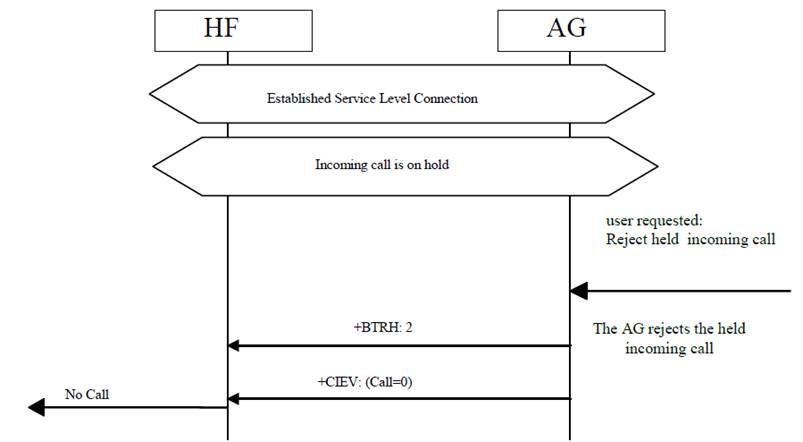 HF
AG
Established Service Level Connection
Incoming call is on hold
user requested:
Reject held incoming call
+BTRH: 2
The AG rejects the held
incoming call
+CIEV: (Call=0)
No Call